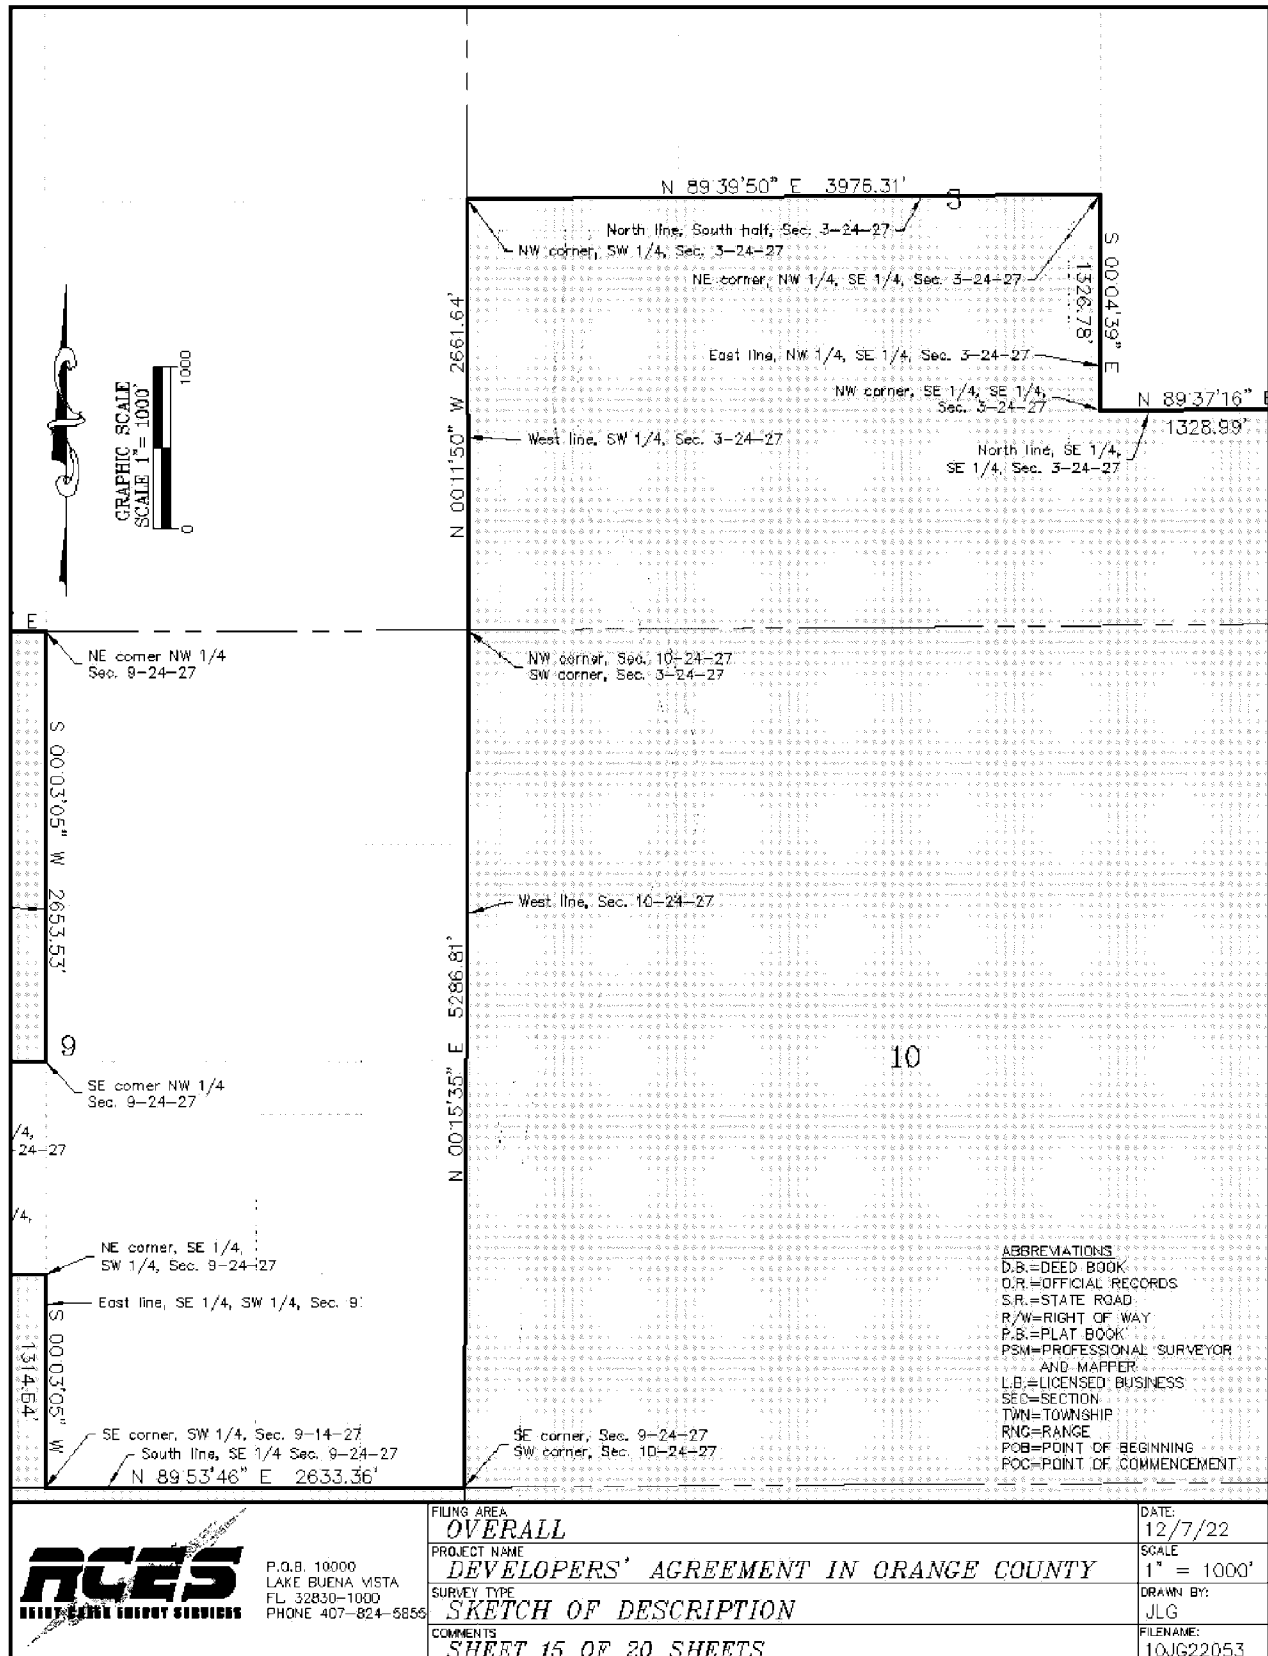 N 89°39'50" E 3976.31'
3
North line, South half, Sec. 3-24-27
NW corner, SW 1/4, Sec. 3-24-27
NE corner, NW 1/4, SE 1/4, Sec. 3-24-27
S 00°04'39" E
1326.78'
East line, NW 1/4, SE 1/4, Sec. 3-24-27
NW corner, SE 1/4, SE 1/4,
Sec. 3-24-27
N 89°37'16" E
1328.99'
North line, SE 1/4,
SE 1/4, Sec. 3-24-27
N 00°11'50" W 2661.64'
West line, SW 1/4, Sec. 3-24-27
GRAPHIC SCALE
SCALE 1"= 1000'
0
1000
E
NE corner NW 1/4
Sec. 9-24-27
NW corner, Sec. 10-24-27
SW corner, Sec. 3-24-27
S 00°03'05" W 2653.53'
West line, Sec. 10-24-27
N 00°15'35" E 5286.81'
9
10
SE corner NW 1/4
Sec. 9-24-27
/4,
24-27
/4,
NE corner, SE 1/4,
SW 1/4, Sec. 9-24-27
East line, SE 1/4, SW 1/4, Sec. 9
S 00°03'05" W
1314.64'
SE corner, SW 1/4, Sec. 9-14-27
South line, SE 1/4 Sec. 9-24-27
N 89°53'46" E 2633.36'
SE corner, Sec. 9-24-27
SW corner, Sec. 10-24-27
ABBREVIATIONS
D.B.=DEED BOOK
O.R.=OFFICIAL RECORDS
S.R.=STATE ROAD
R/W=RIGHT OF WAY
P.B.=PLAT BOOK
PSM=PROFESSIONAL SURVEYOR
AND MAPPER
L.B.=LICENSED BUSINESS
SEC=SECTION
TWN=TOWNSHIP
RNG=RANGE
POB=POINT OF BEGINNING
POC=POINT OF COMMENCEMENT
RCES
REEDY CREEK ENERGY SERVICES
P.O.B. 10000
LAKE BUENA VISTA
FL 32830-1000
PHONE 407-824-5855
FILING AREA
OVERALL
PROJECT NAME
DEVELOPERS' AGREEMENT IN ORANGE COUNTY
SURVEY TYPE
SKETCH OF DESCRIPTION
COMMENTS
SHEET 15 OF 20 SHEETS
DATE:
12/7/22
SCALE
1" = 1000'
DRAWN BY:
JLG
FILENAME:
10JG22053